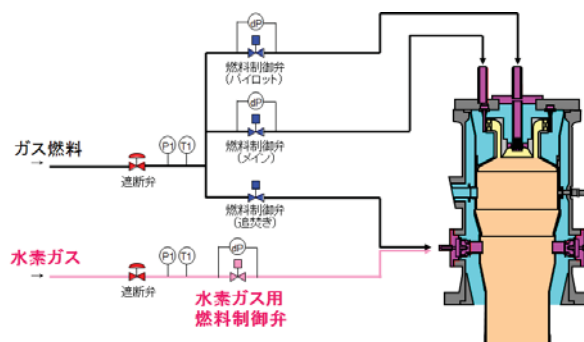 dP
燃料制御弁
(パイロット)
dP
燃料制御弁
(メイン)
ガス燃料
P1 T1
遮断弁
燃料制御弁
(追焚き)
水素ガス
P1 T1
dP
遮断弁
水素ガス用
燃料制御弁